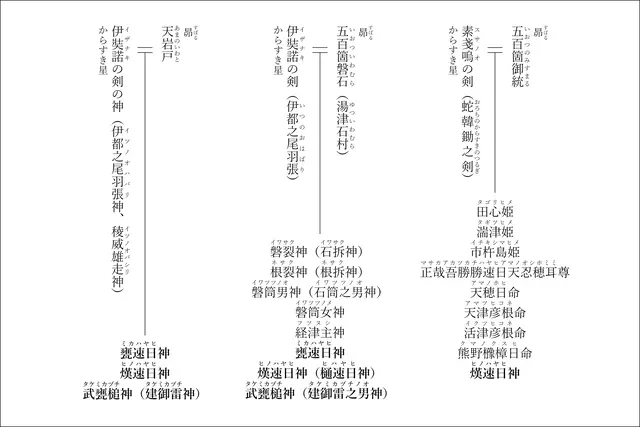 昴 すばる
五百箇御統 いおつのみすまる
素戔嗚の剣(蛇韓鋤之剣) スサノオ おろちのからすきのつるぎ
からすき星
タゴリヒメ
田心姫
タギツヒメ
湍津姫
イチキシマヒメ
市杵島姫
マサカアカツカチハヤヒアマノオシホミミ
正哉吾勝勝速日天忍穂耳尊
アマノホヒ
天穂日命
アマツヒコネ
天津彦根命
イクツヒコネ
活津彦根命
クマノクスヒ
熊野櫲樟日命
ヒノハヤヒ
熯速日神
昴 すばる
五百箇磐石(湯津石村) いおついわむら ゆついわむら
伊奘諾の剣(伊都之尾羽張) イザナキ いつのおはばり
からすき星
イワサク イワサク
磐裂神(石拆神)
ネサク ネサク
根裂神(根拆神)
イワツツノオ イワツツノオ
磐筒男神(石筒之男神)
イワツツノメ
磐筒女神
フツヌシ
経津主神
ミカハヤヒ
甕速日神
ヒノハヤヒ ヒハヤヒ
熯速日神(樋速日神)
タケミカヅチ タケミカヅチノオ
武甕槌神(建御雷之男神)
昴 すばる
天岩戸 あまのいわと
伊奘諾の剣の神(伊都之尾羽張神、稜威雄走神) イザナキ イツノオハバリ イツノオバシリ
からすき星
ミカハヤヒ
甕速日神
ヒノハヤヒ
熯速日神
タケミカヅチ タケミカヅチ
武甕槌神(建御雷神)